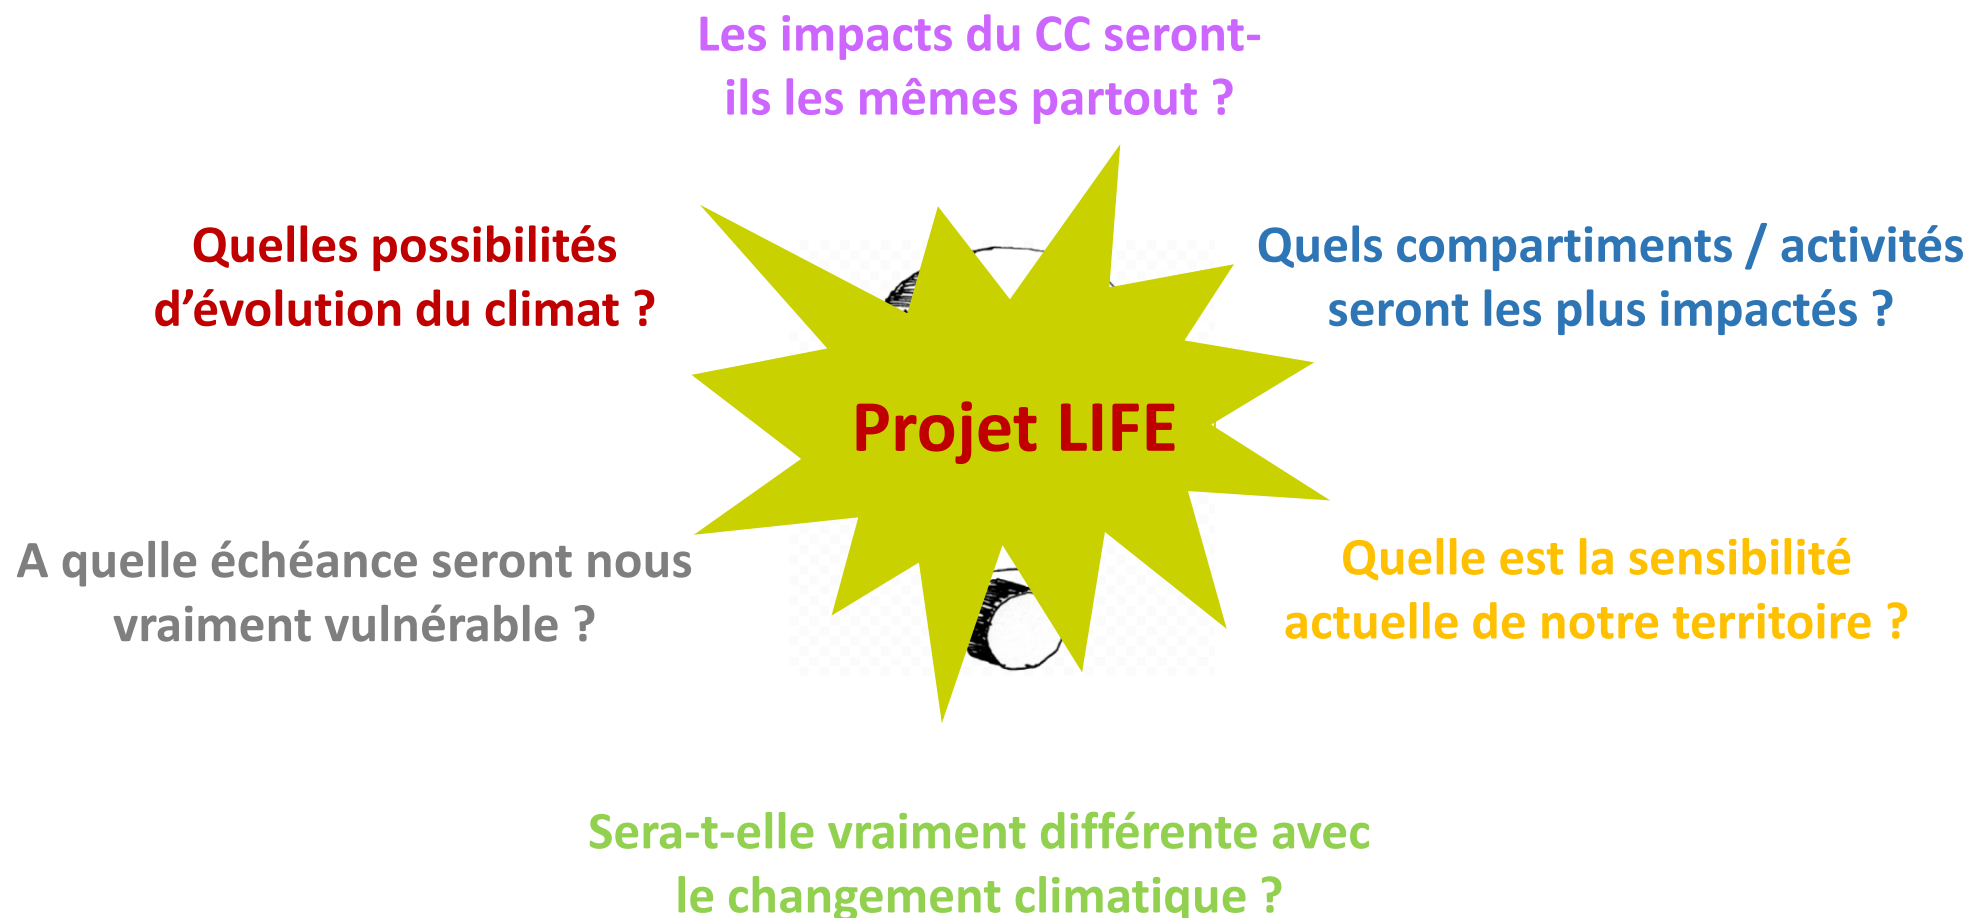 Les impacts du CC seront-
ils les mêmes partout ?
Quelles possibilités
d’évolution du climat ?
Quels compartiments / activités
seront les plus impactés ?
Projet LIFE
A quelle échéance seront nous
vraiment vulnérable ?
Quelle est la sensibilité
actuelle de notre territoire ?
Sera-t-elle vraiment différente avec
le changement climatique ?